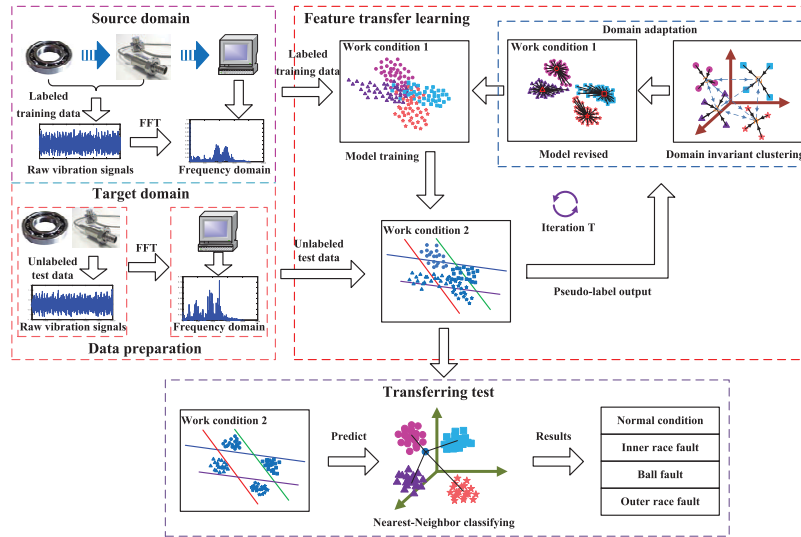 Source domain
Labeled
training data
FFT
Raw vibration signals
Frequency domain
Target domain
Unlabeled
test data
FFT
Raw vibration signals
Frequency domain
Data preparation
Labeled
training data
Unlabeled
test data
Feature transfer learning
Work condition 1
Model training
Domain adaptation
Work condition 1
Model revised
Domain invariant clustering
Iteration T
Work condition 2
Pseudo-label output
Transferring test
Work condition 2
Predict
Nearest-Neighbor classifying
Results
Normal condition
Inner race fault
Ball fault
Outer race fault